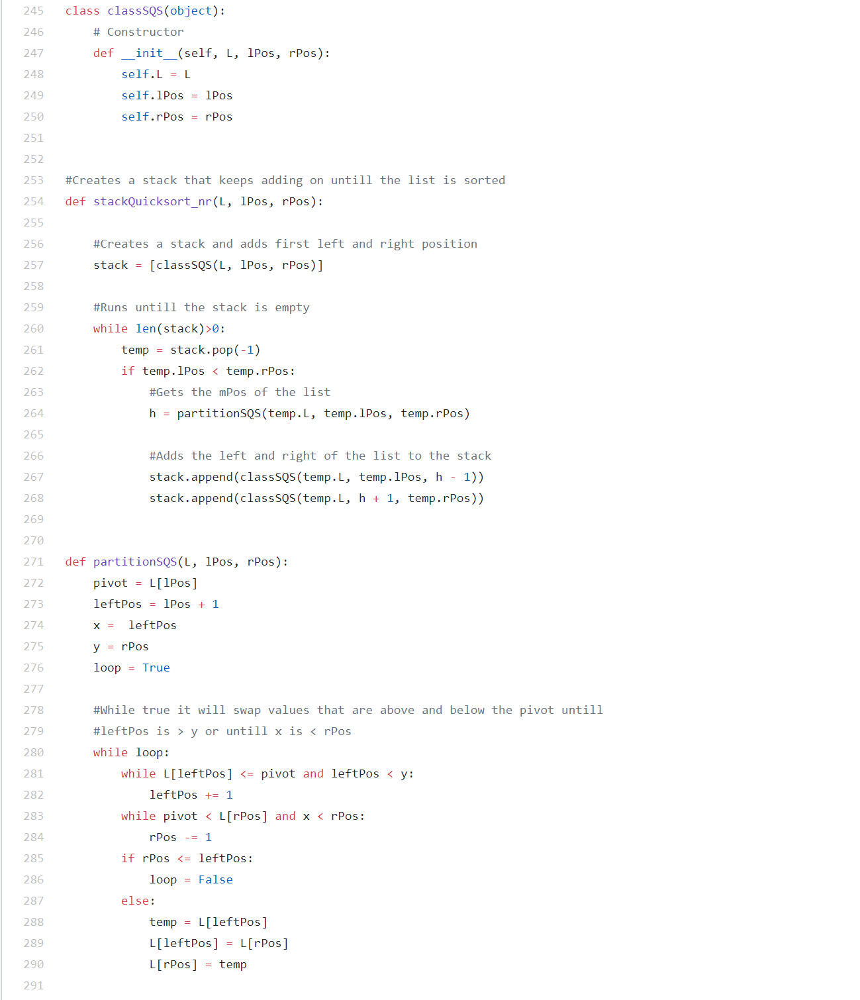 245 class classSQS(object):
246     # Constructor
247     def __init__(self, L, lPos, rPos):
248         self.L = L
249         self.lPos = lPos
250         self.rPos = rPos
251
252
253 #Creates a stack that keeps adding on untill the list is sorted
254 def stackQuicksort_nr(L, lPos, rPos):
255
256     #Creates a stack and adds first left and right position
257     stack = [classSQS(L, lPos, rPos)]
258
259     #Runs untill the stack is empty
260     while len(stack)>0:
261         temp = stack.pop(-1)
262         if temp.lPos < temp.rPos:
263             #Gets the mPos of the list
264             h = partitionSQS(temp.L, temp.lPos, temp.rPos)
265
266             #Adds the left and right of the list to the stack
267             stack.append(classSQS(temp.L, temp.lPos, h - 1))
268             stack.append(classSQS(temp.L, h + 1, temp.rPos))
269
270
271 def partitionSQS(L, lPos, rPos):
272     pivot = L[lPos]
273     leftPos = lPos + 1
274     x =  leftPos
275     y = rPos
276     loop = True
277
278     #While true it will swap values that are above and below the pivot untill
279     #leftPos is > y or untill x is < rPos
280     while loop:
281         while L[leftPos] <= pivot and leftPos < y:
282             leftPos += 1
283         while pivot < L[rPos] and x < rPos:
284             rPos -= 1
285         if rPos <= leftPos:
286             loop = False
287         else:
288             temp = L[leftPos]
289             L[leftPos] = L[rPos]
290             L[rPos] = temp
291